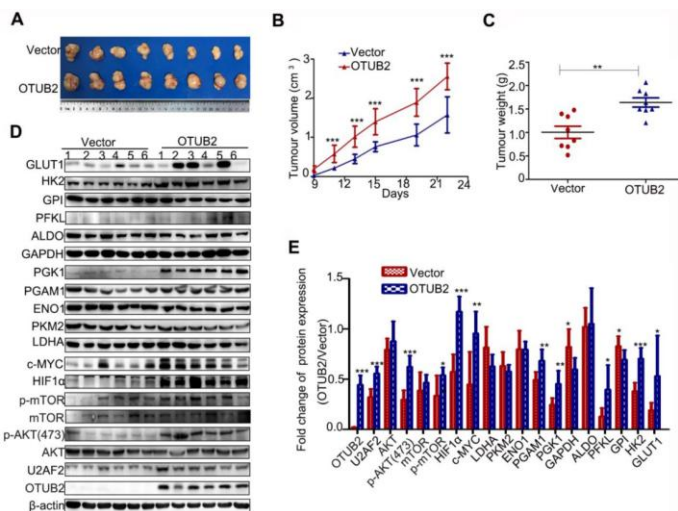 A
Vector
OTUB2
B
Vector
OTUB2
Tumour volume (cm ³)
3
2
1
0
9 12 15 18 21 24
Days
***
***
***
***
***
C
Tumour weight (g)
2.5
2.0
1.5
1.0
0.5
0.0
**
Vector
OTUB2
D
Vector
OTUB2
1 2 3 4 5 6 1 2 3 4 5 6
GLUT1
HK2
GPI
PFKL
ALDO
GAPDH
PGK1
PGAM1
ENO1
PKM2
LDHA
c-MYC
HIF1α
p-mTOR
mTOR
p-AKT(473)
AKT
U2AF2
OTUB2
β-actin
E
Vector
OTUB2
Fold change of protein expression
(OTUB2/Vector)
1.5
1.0
0.5
0.0
***
***
***
*
***
**
**
**
*
*
*
***
*
OTUB2
U2AF2
AKT
p-AKT(473)
mTOR
p-mTOR
HIF1α
c-MYC
LDHA
PKM2
ENO1
PGAM1
PGK1
GAPDH
ALDO
PFKL
GPI
HK2
GLUT1